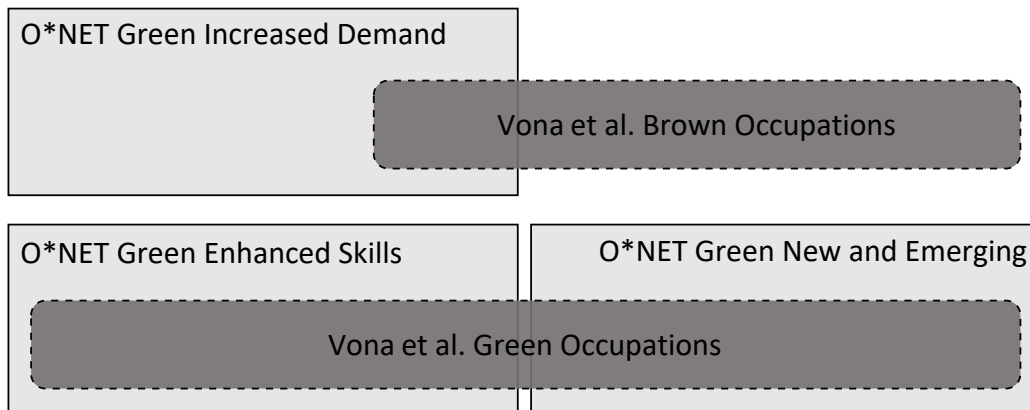 O*NET Green Increased Demand
Vona et al. Brown Occupations
O*NET Green Enhanced Skills
O*NET Green New and Emerging
Vona et al. Green Occupations